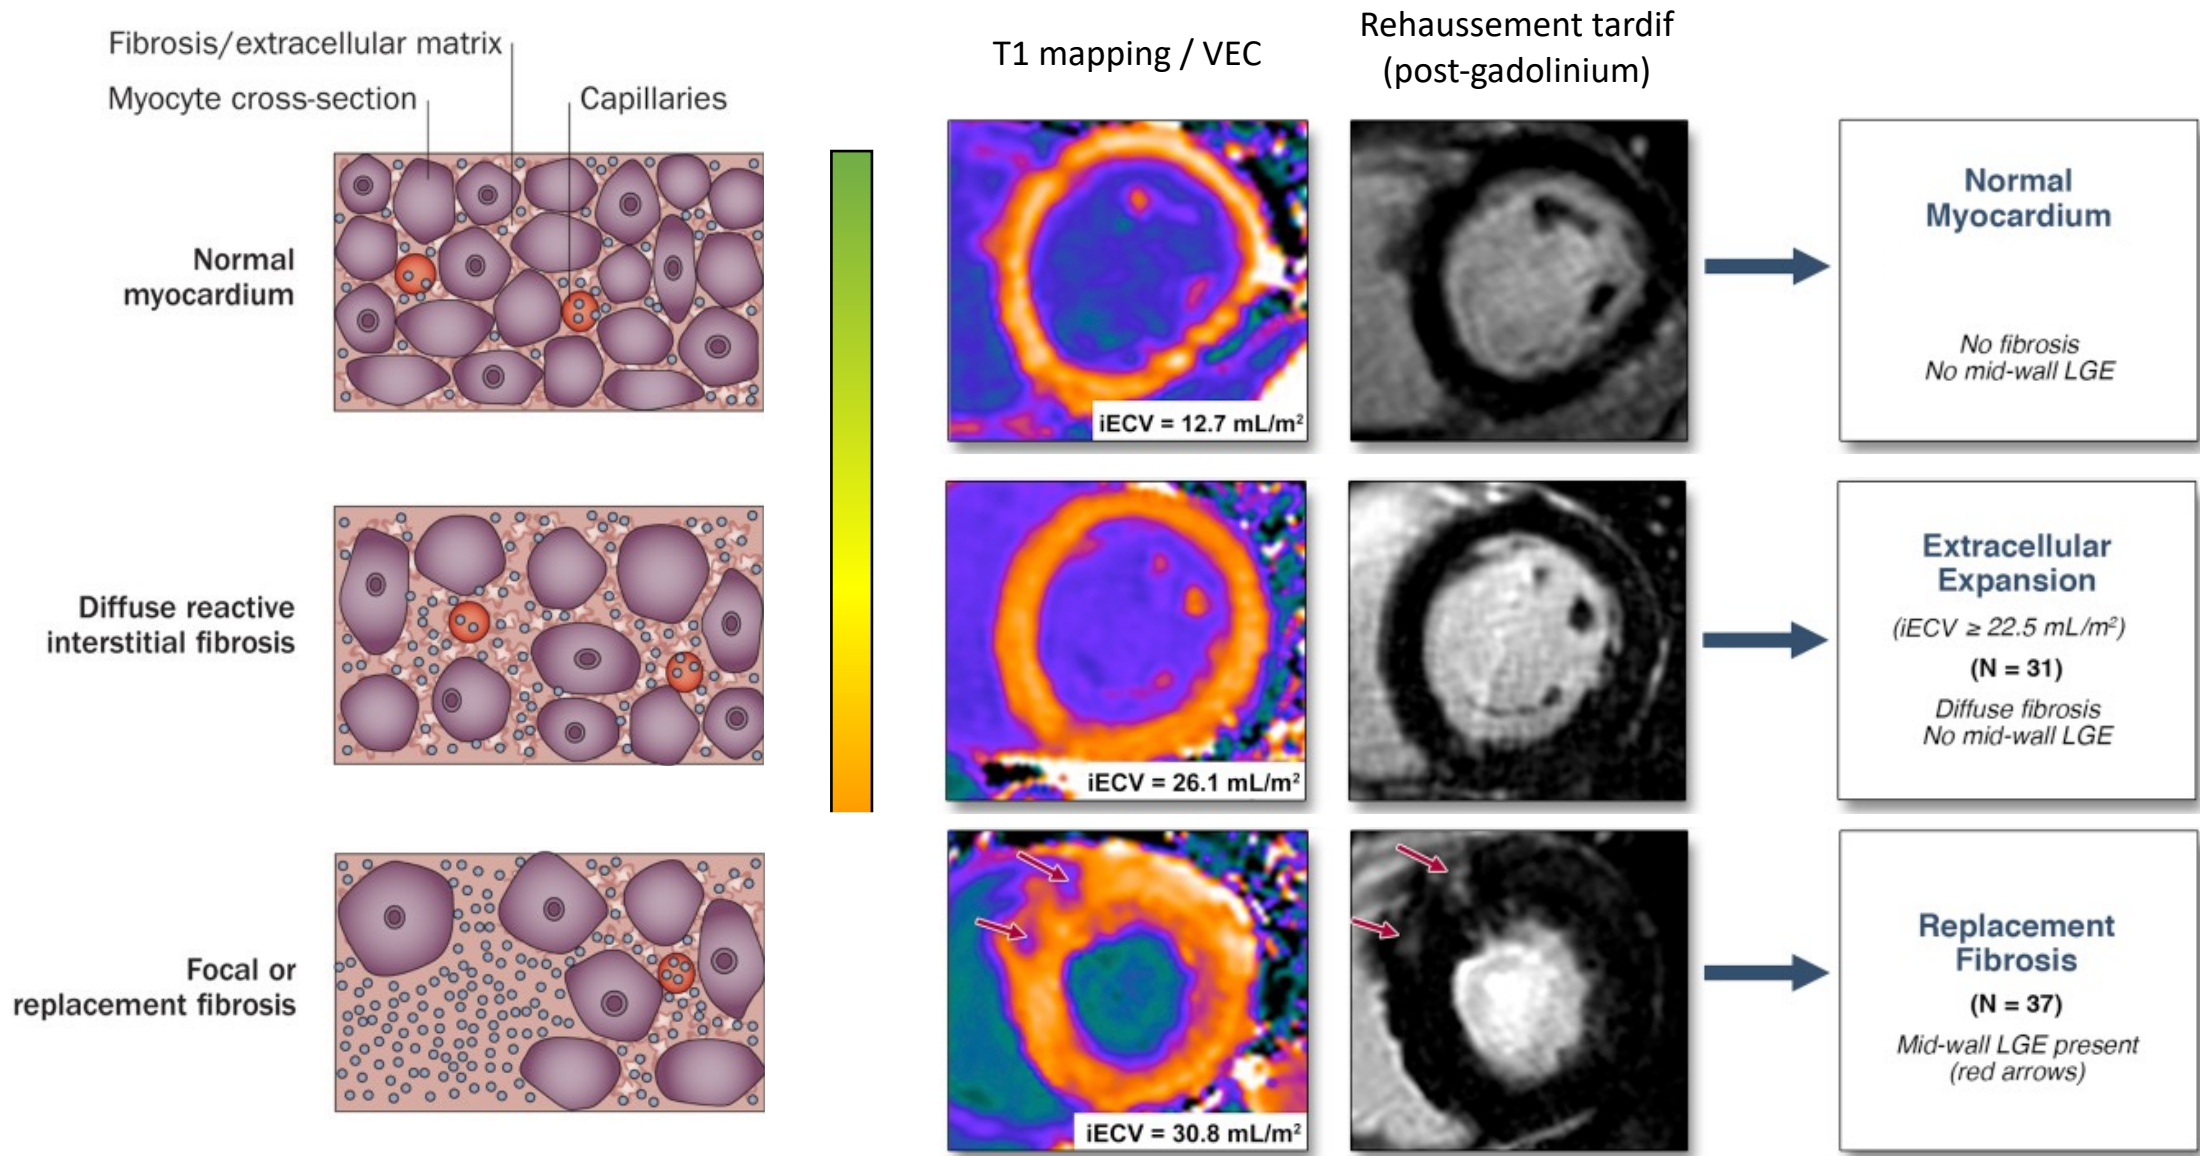 Fibrosis/extracellular matrix
Myocyte cross-section
Capillaries
T1 mapping / VEC
Rehaussement tardif
(post-gadolinium)
Normal
myocardium
iECV = 12.7 mL/m²
Normal
Myocardium
No fibrosis
No mid-wall LGE
Diffuse reactive
interstitial fibrosis
iECV = 26.1 mL/m²
Extracellular
Expansion
(iECV ≥ 22.5 mL/m²)
(N = 31)
Diffuse fibrosis
No mid-wall LGE
Focal or
replacement fibrosis
iECV = 30.8 mL/m²
Replacement
Fibrosis
(N = 37)
Mid-wall LGE present
(red arrows)